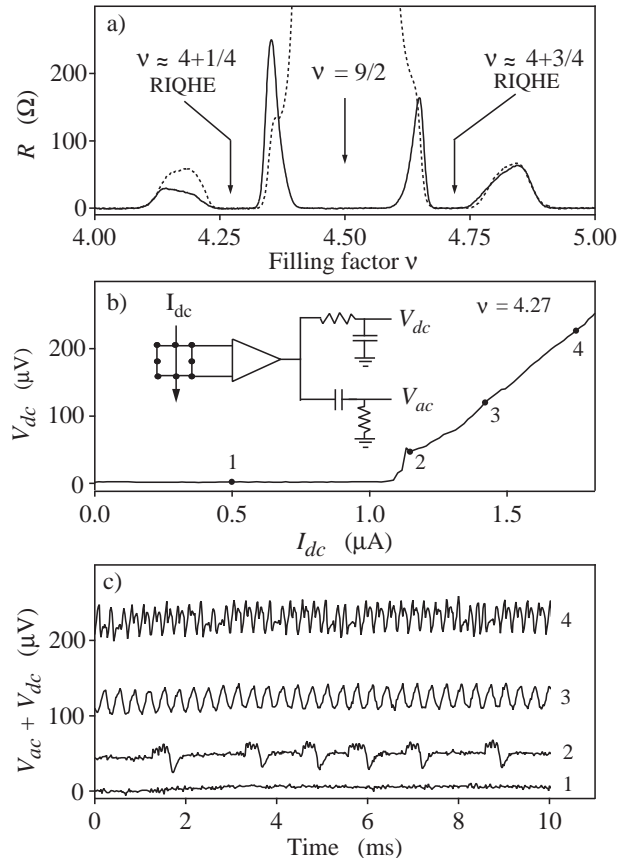 a)
ν ≈ 4+1/4
RIQHE
ν = 9/2
ν ≈ 4+3/4
RIQHE
200
100
0
R (Ω)
4.00 4.25 4.50 4.75 5.00
Filling factor ν
b)
I_dc
V_dc
V_ac
ν = 4.27
1
2
3
4
200
100
0
V_dc (μV)
0.0 0.5 1.0 1.5
I_dc (μA)
c)
4
3
2
1
200
100
0
V_ac + V_dc (μV)
0 2 4 6 8 10
Time (ms)